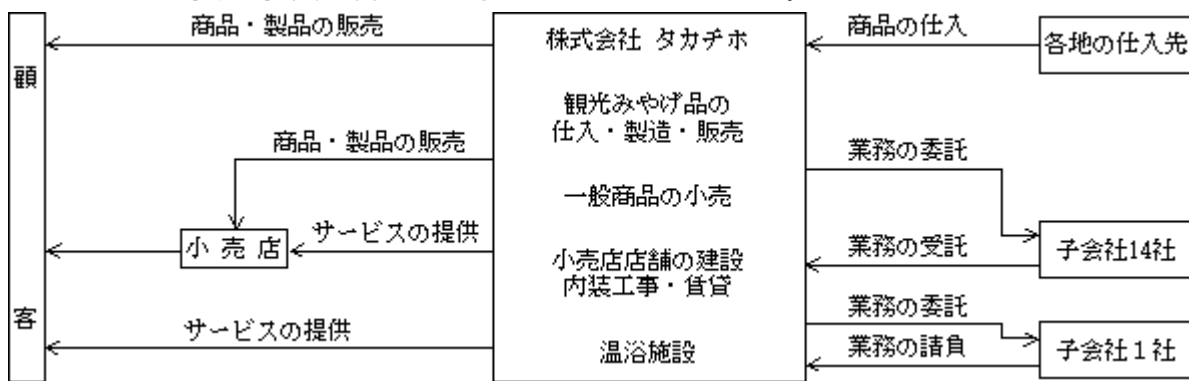 顧
客
商品・製品の販売
商品・製品の販売
小売店
サービスの提供
サービスの提供
株式会社 タカチホ
観光みやげ品の
仕入・製造・販売
一般商品の小売
小売店店舗の建設
内装工事・賃貸
温浴施設
商品の仕入
各地の仕入先
業務の委託
業務の受託
子会社14社
業務の委託
業務の請負
子会社１社